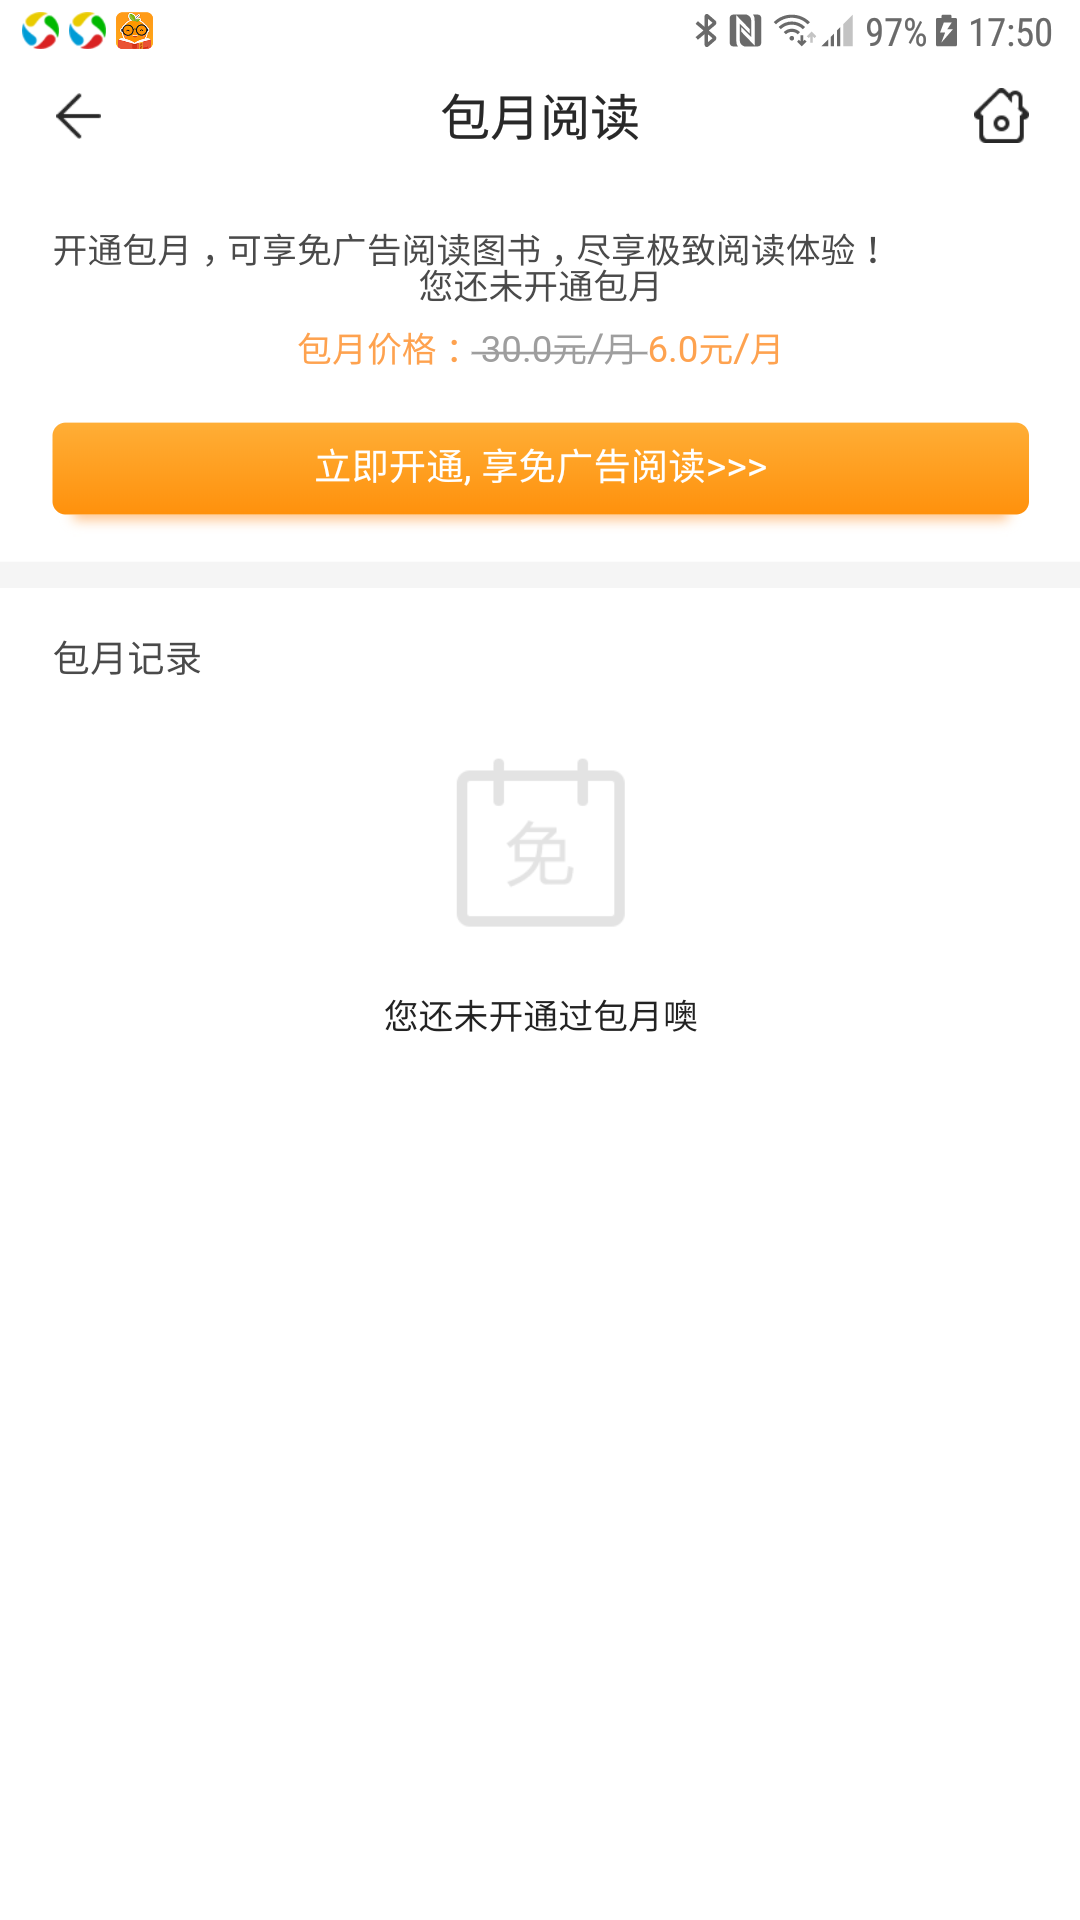 97% 17:50
包月阅读
开通包月，可享免广告阅读图书，尽享极致阅读体验！
您还未开通包月
包月价格：30.0元/月 6.0元/月
立即开通, 享免广告阅读>>>
包月记录
免
您还未开通过包月噢